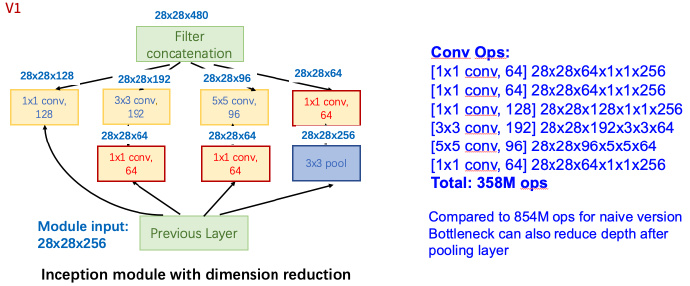 V1
28x28x480
Filter
concatenation
28x28x128
28x28x192
28x28x96
28x28x64
1x1 conv,
128
3x3 conv,
192
5x5 conv,
96
1x1 conv,
64
28x28x64
28x28x64
28x28x256
1x1 conv,
64
1x1 conv,
64
3x3 pool
Module input:
28x28x256
Previous Layer
Inception module with dimension reduction
Conv Ops:
[1x1 conv, 64] 28x28x64x1x1x256
[1x1 conv, 64] 28x28x64x1x1x256
[1x1 conv, 128] 28x28x128x1x1x256
[3x3 conv, 192] 28x28x192x3x3x64
[5x5 conv, 96] 28x28x96x5x5x64
[1x1 conv, 64] 28x28x64x1x1x256
Total: 358M ops
Compared to 854M ops for naive version
Bottleneck can also reduce depth after
pooling layer